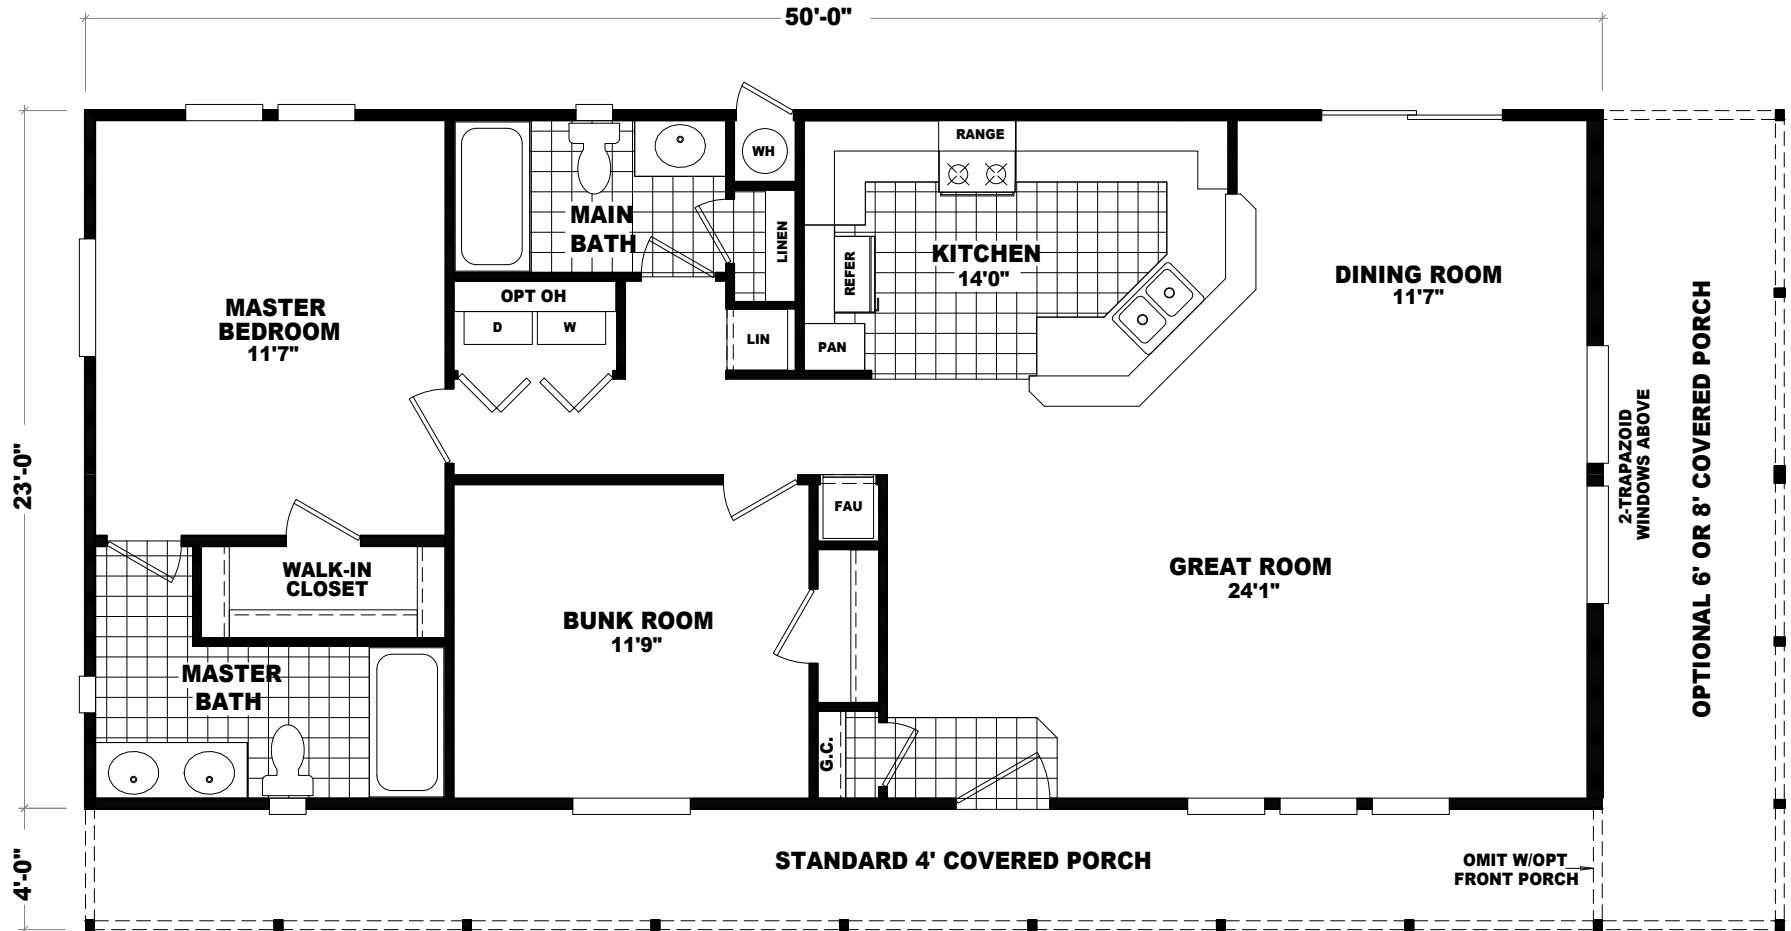 50'-0"
RANGE
WH
MAIN
BATH
LINEN
REFER
KITCHEN
14'0"
DINING ROOM
11'7"
MASTER
BEDROOM
11'7"
OPT OH
D
W
LIN
PAN
23'-0"
2-TRAPAZOID
WINDOWS ABOVE
OPTIONAL 6' OR 8' COVERED PORCH
FAU
WALK-IN
CLOSET
GREAT ROOM
24'1"
BUNK ROOM
11'9"
MASTER
BATH
G.C.
4'-0"
STANDARD 4' COVERED PORCH
OMIT W/OPT
FRONT PORCH